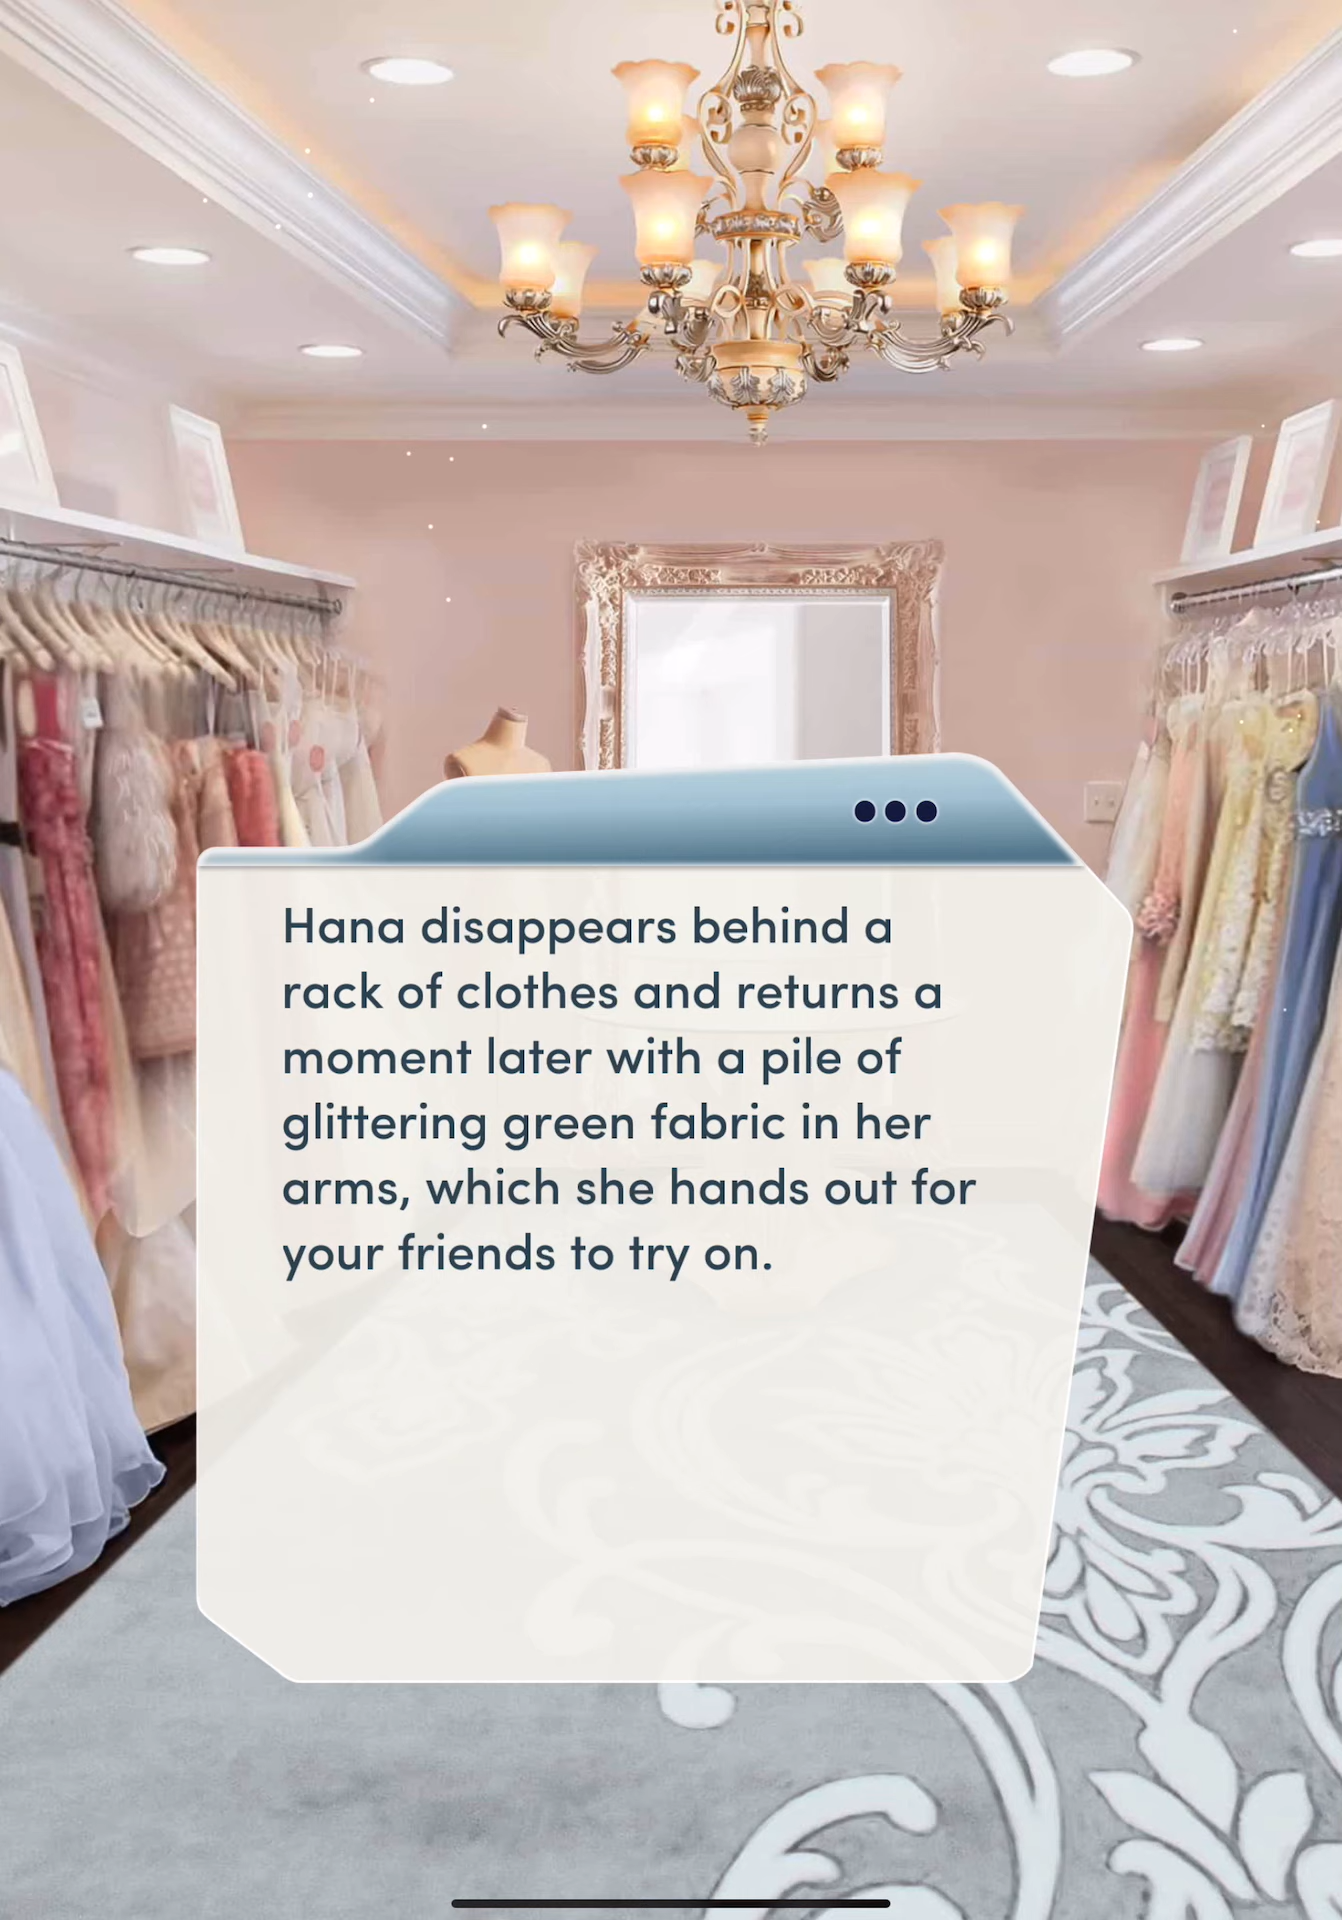 Hana disappears behind a
rack of clothes and returns a
moment later with a pile of
glittering green fabric in her
arms, which she hands out for
your friends to try on.